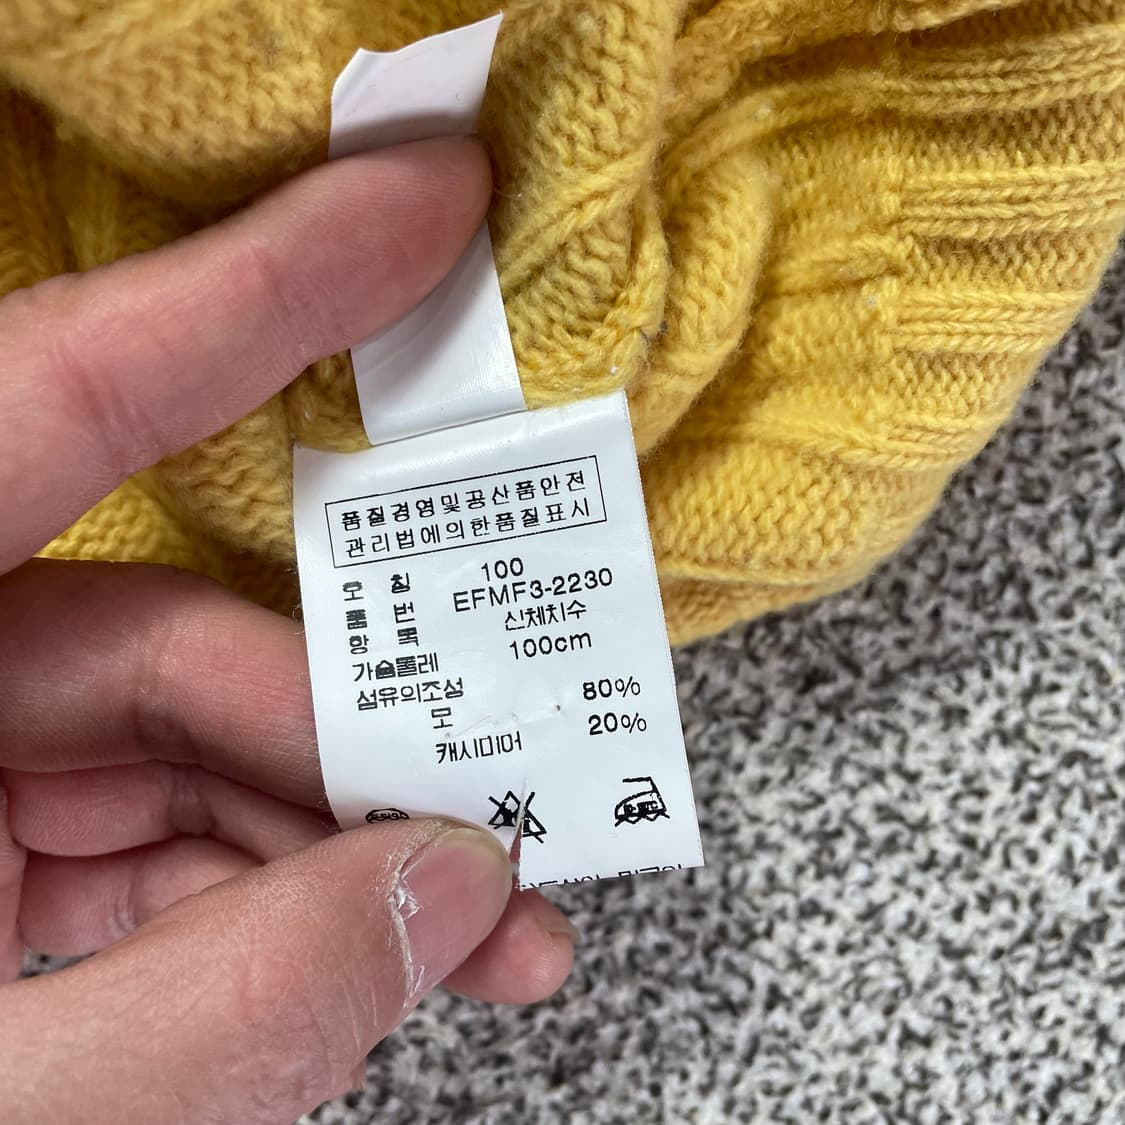 품질경영및공산품안전
관리법에의한품질표시
호 칭 100
품 번 EFMF3-2230
항 목 신체치수
가슴둘레 100cm
섬유의조성
모 80%
캐시미어 20%